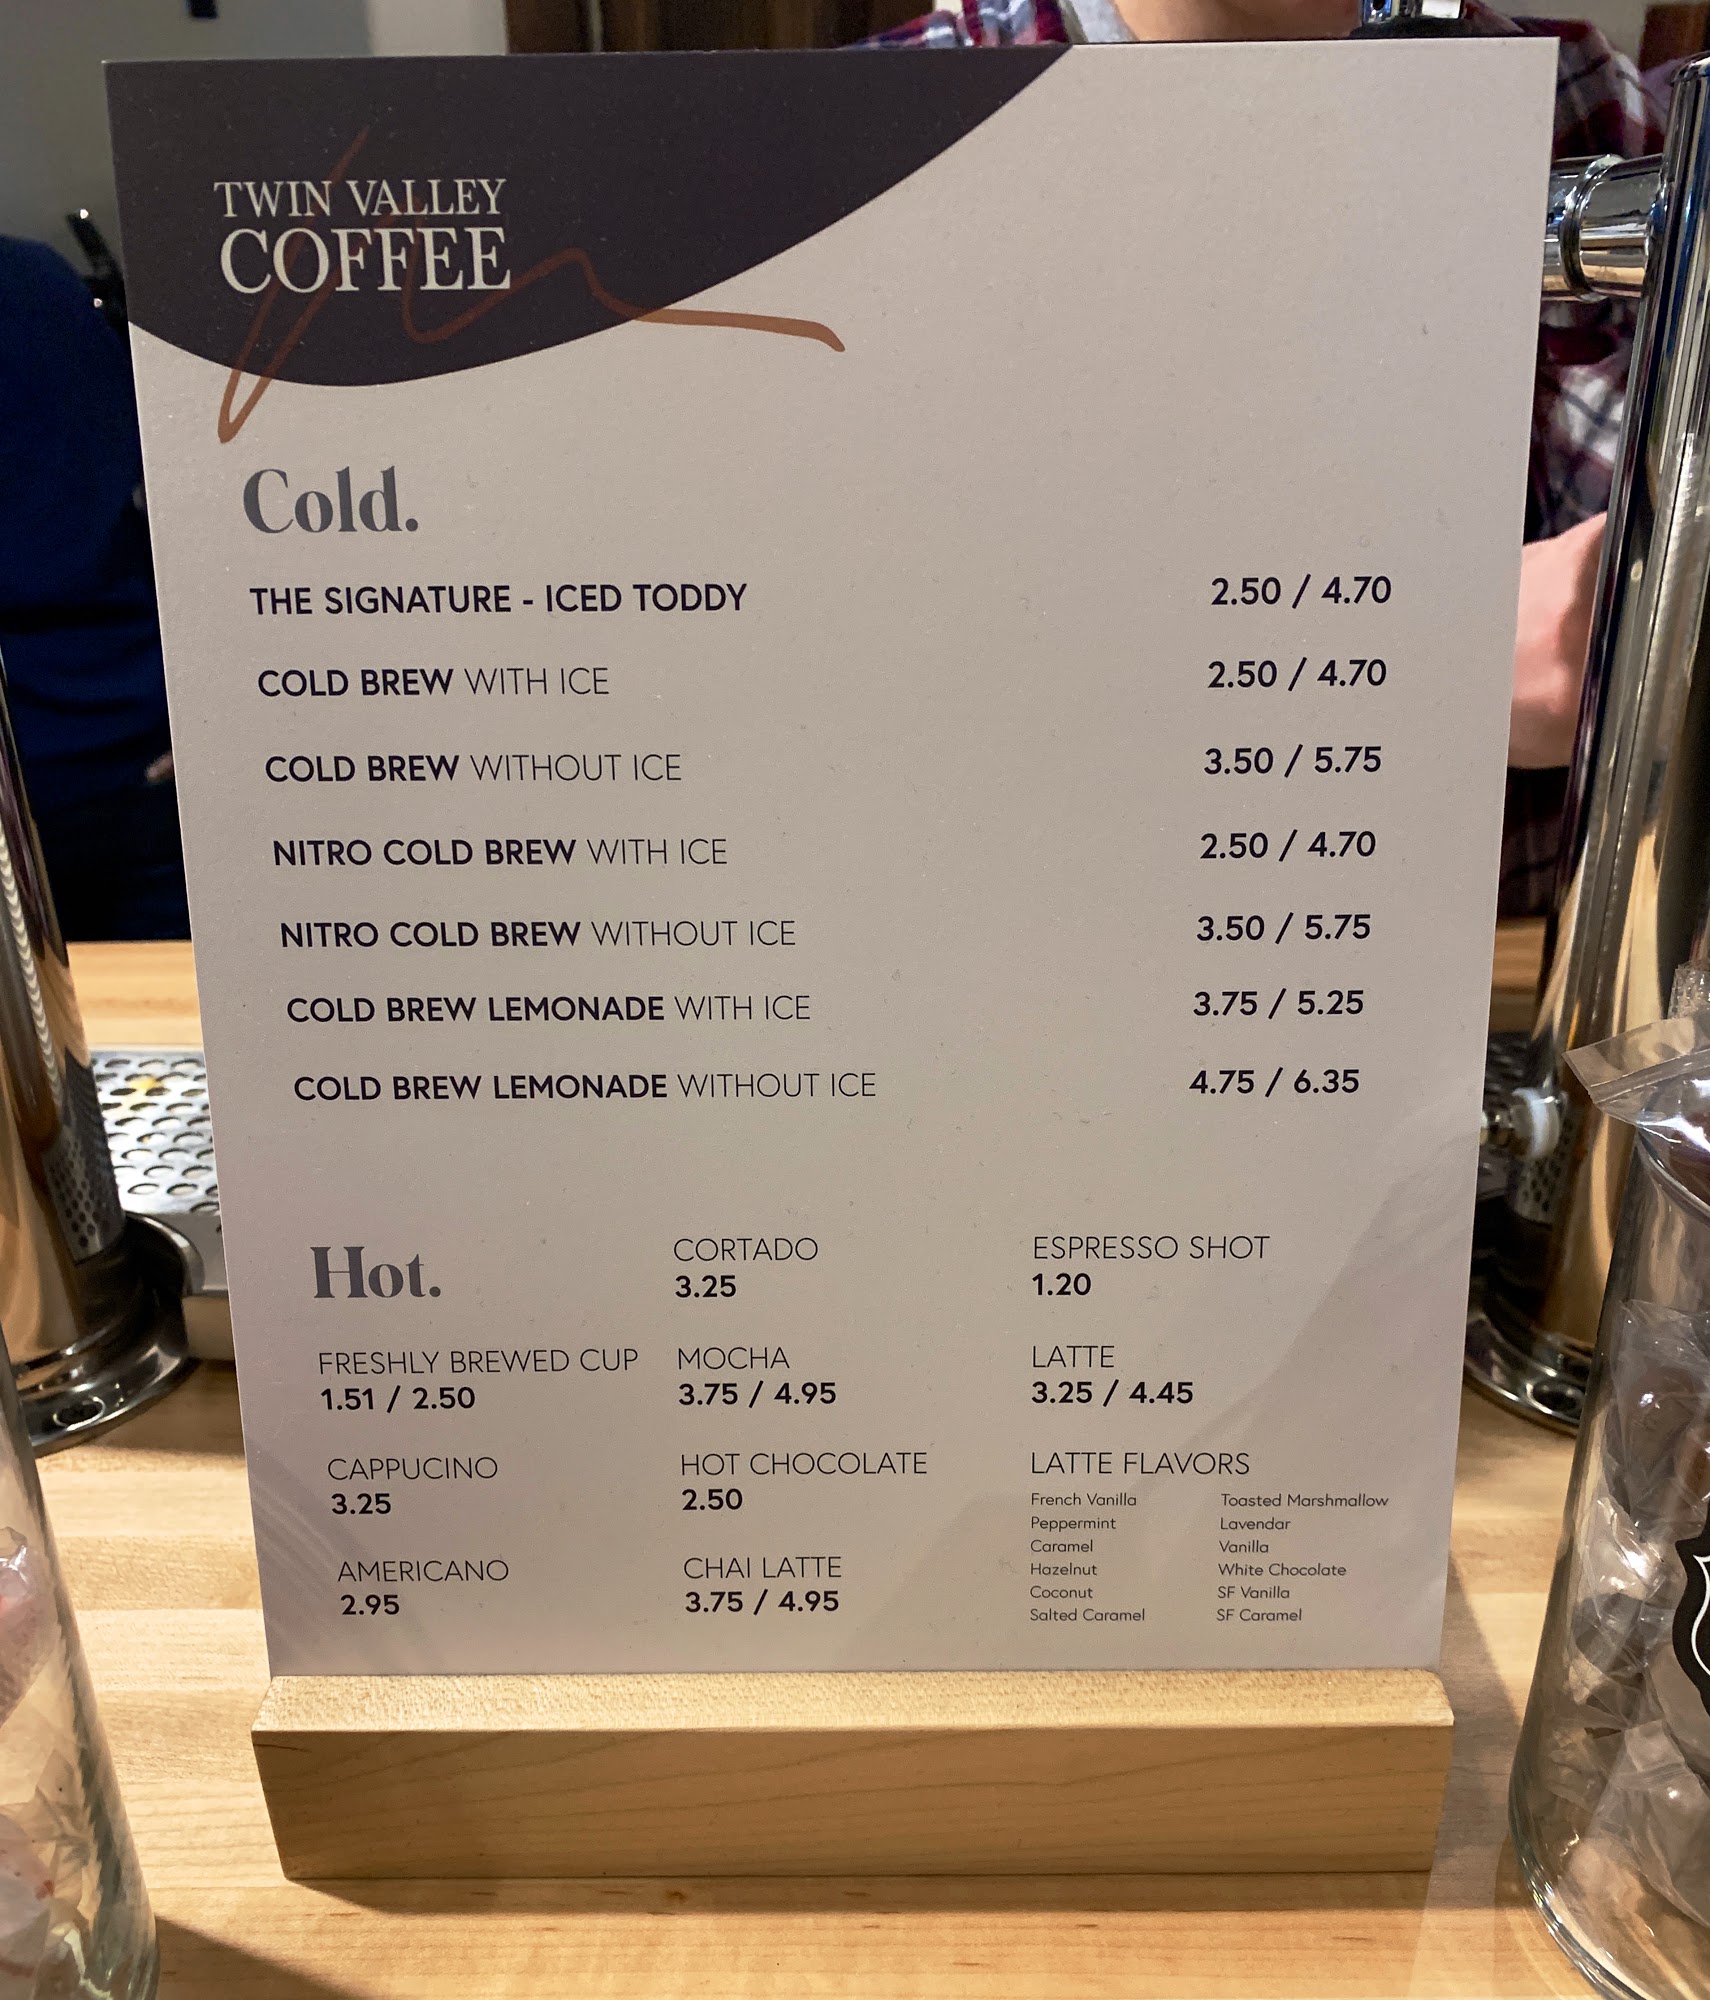 TWIN VALLEY
COFFEE
Cold.
THE SIGNATURE - ICED TODDY 2.50 / 4.70
COLD BREW WITH ICE 2.50 / 4.70
COLD BREW WITHOUT ICE 3.50 / 5.75
NITRO COLD BREW WITH ICE 2.50 / 4.70
NITRO COLD BREW WITHOUT ICE 3.50 / 5.75
COLD BREW LEMONADE WITH ICE 3.75 / 5.25
COLD BREW LEMONADE WITHOUT ICE 4.75 / 6.35
Hot.
FRESHLY BREWED CUP
1.51 / 2.50
CAPPUCINO
3.25
AMERICANO
2.95
CORTADO
3.25
MOCHA
3.75 / 4.95
HOT CHOCOLATE
2.50
CHAI LATTE
3.75 / 4.95
ESPRESSO SHOT
1.20
LATTE
3.25 / 4.45
LATTE FLAVORS
French Vanilla
Peppermint
Caramel
Hazelnut
Coconut
Salted Caramel
Toasted Marshmallow
Lavendar
Vanilla
White Chocolate
SF Vanilla
SF Caramel